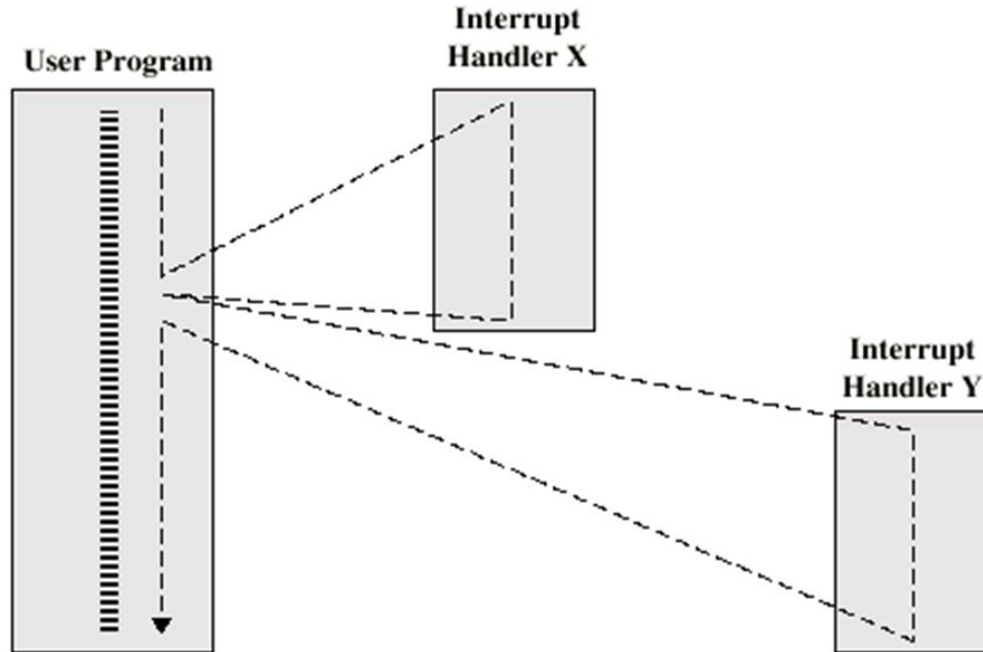 User Program
Interrupt
Handler X
Interrupt
Handler Y